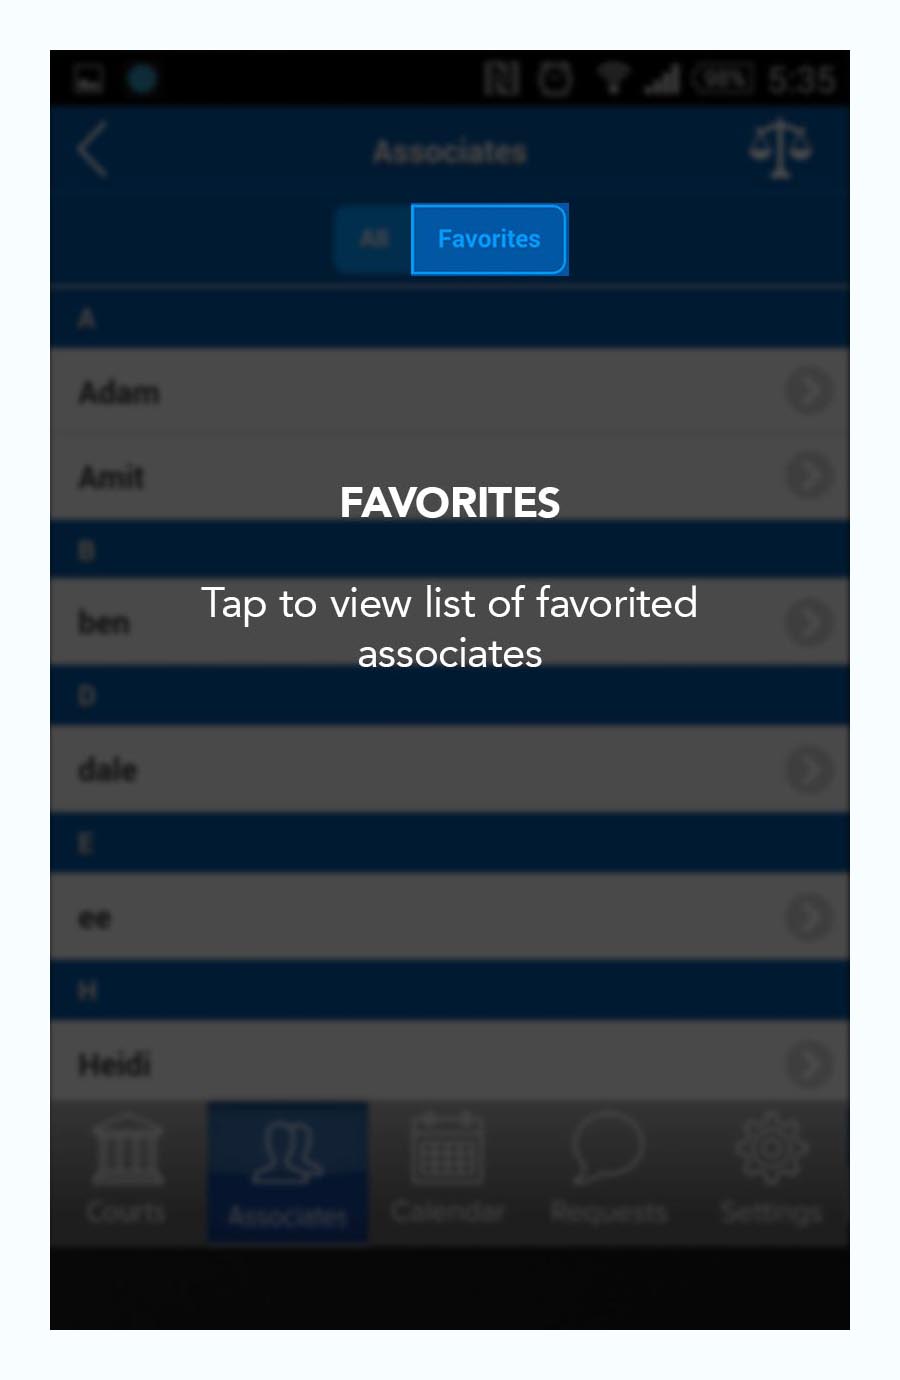 98% 5:35
Associates
All Favorites
A
Adam
Amit
FAVORITES
B
Tap to view list of favorited
ben
associates
D
dale
E
ee
H
Heidi
Courts Associates Calendar Requests Settings